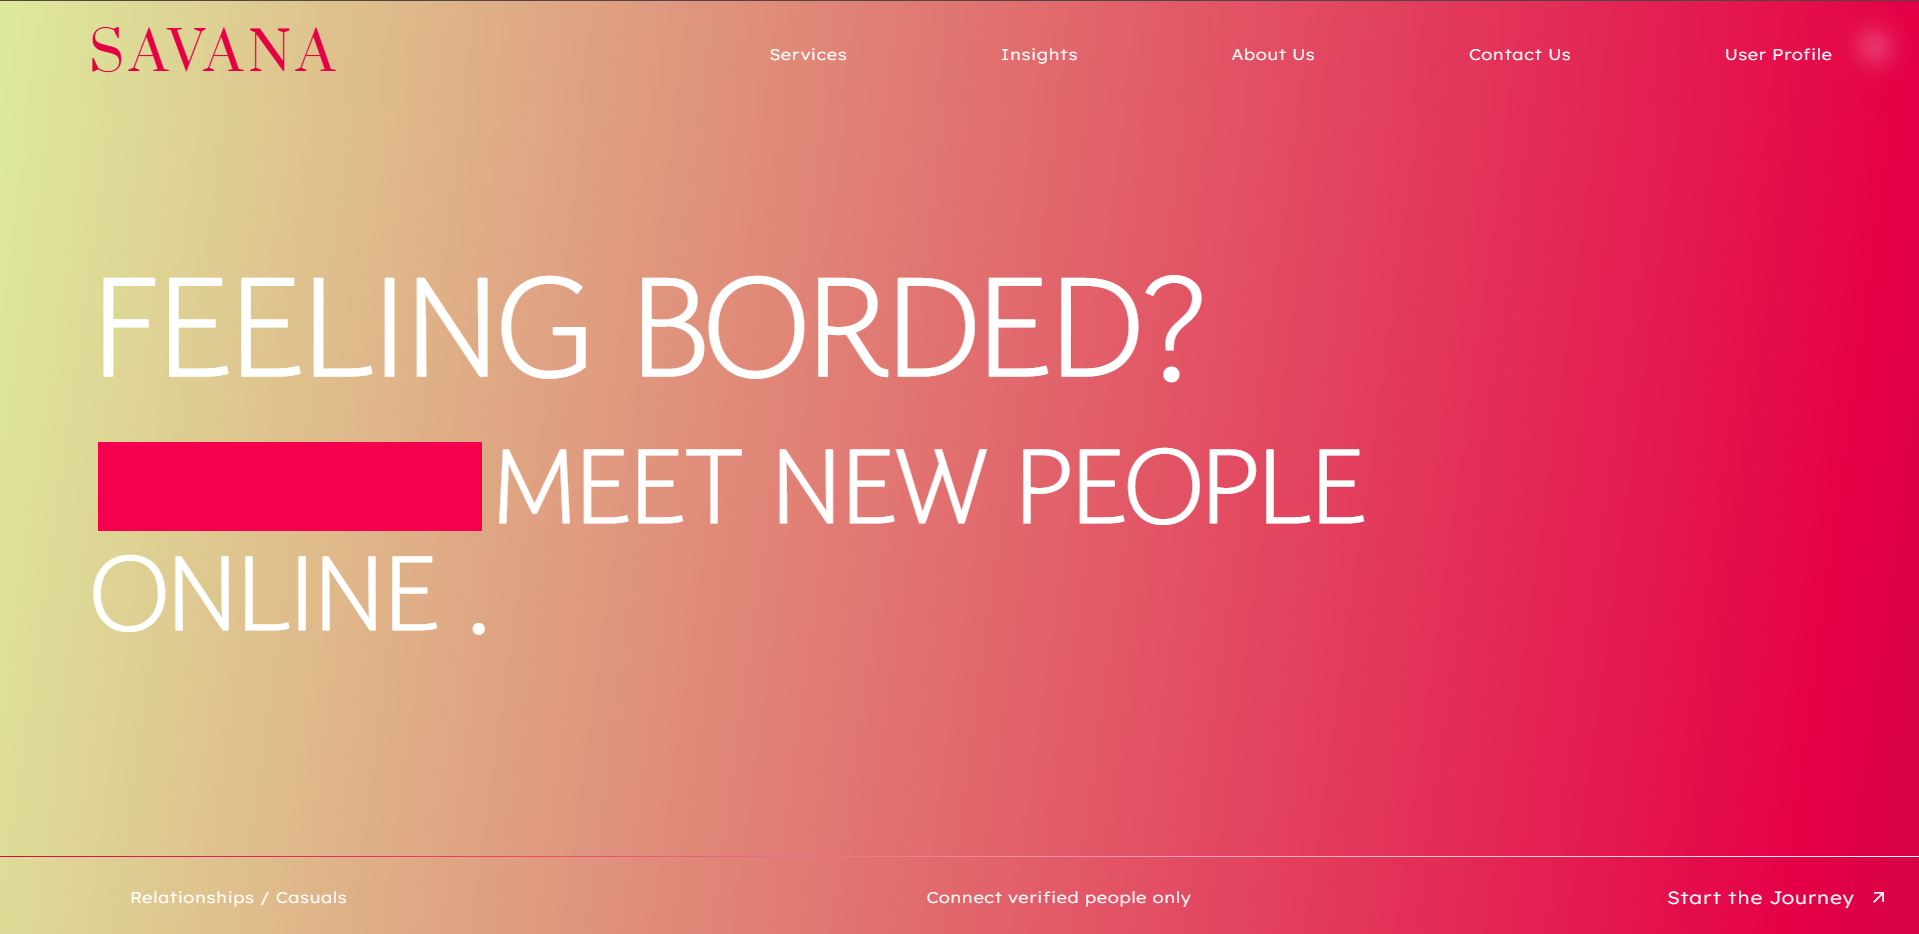 SAVANA
Services Insights About Us Contact Us User Profile
FEELING BORDED?
MEET NEW PEOPLE
ONLINE .
Relationships / Casuals Connect verified people only Start the Journey